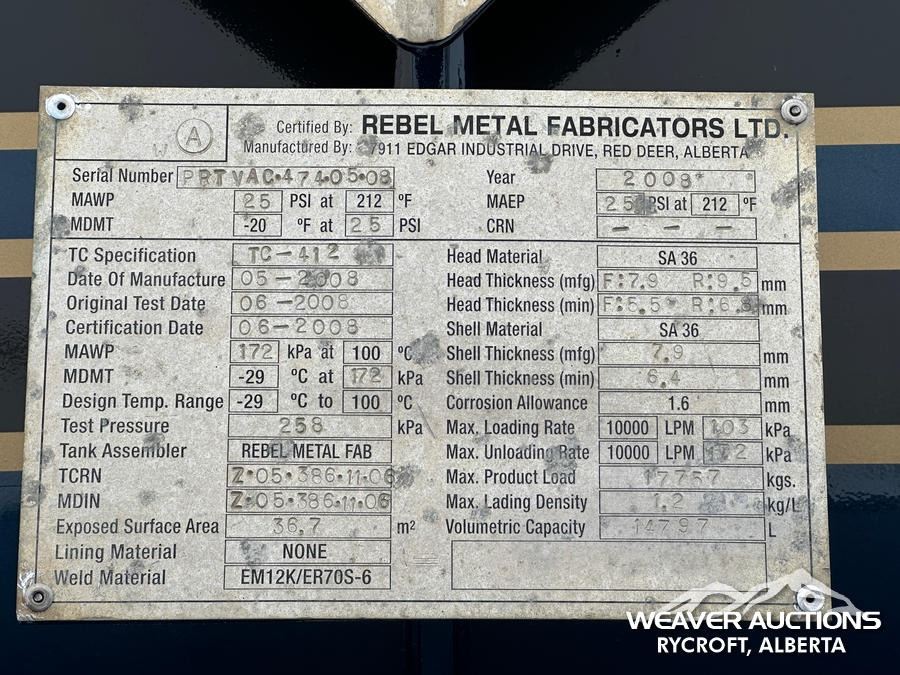 W A
Certified By: REBEL METAL FABRICATORS LTD.
Manufactured By: 7911 EDGAR INDUSTRIAL DRIVE, RED DEER, ALBERTA
Serial Number PRTVAC·47405·08 Year 2008
MAWP 25 PSI at 212 ºF MAEP 25 PSI at 212 ºF
MDMT -20 ºF at 25 PSI CRN – – –
TC Specification TC-412 Head Material SA 36
Date Of Manufacture 05-2008 Head Thickness (mfg) F:7.9 R:9.5 mm
Original Test Date 06-2008 Head Thickness (min) mm
Certification Date 06-2008 Shell Material SA 36
MAWP 172 kPa at 100 ºC Shell Thickness (mfg) 7.9 mm
MDMT -29 ºC at 172 kPa Shell Thickness (min) 6.4 mm
Design Temp. Range -29 ºC to 100 ºC Corrosion Allowance 1.6 mm
Test Pressure 258 kPa Max. Loading Rate 10000 LPM 103 kPa
Tank Assembler REBEL METAL FAB Max. Unloading Rate 10000 LPM kPa
TCRN Z·05·386·11·06 Max. Product Load 17757 kgs.
MDIN Z·05·386·11·06 Max. Lading Density 1.2 kg/L
Exposed Surface Area 36.7 m² Volumetric Capacity 14797 L
Lining Material NONE
Weld Material EM12K/ER70S-6
WEAVER AUCTIONS
RYCROFT, ALBERTA